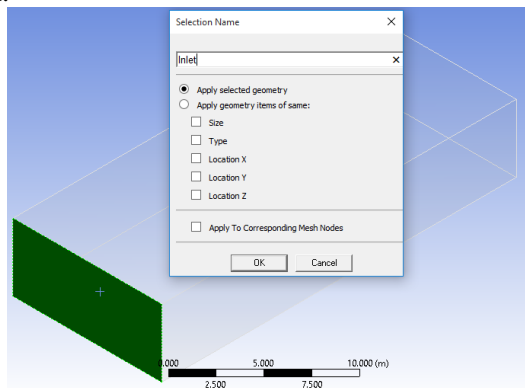 Selection Name
Inlet
Apply selected geometry
Apply geometry items of same:
Size
Type
Location X
Location Y
Location Z
Apply To Corresponding Mesh Nodes
OK Cancel
0.000 5.000 10.000 (m)
2.500 7.500